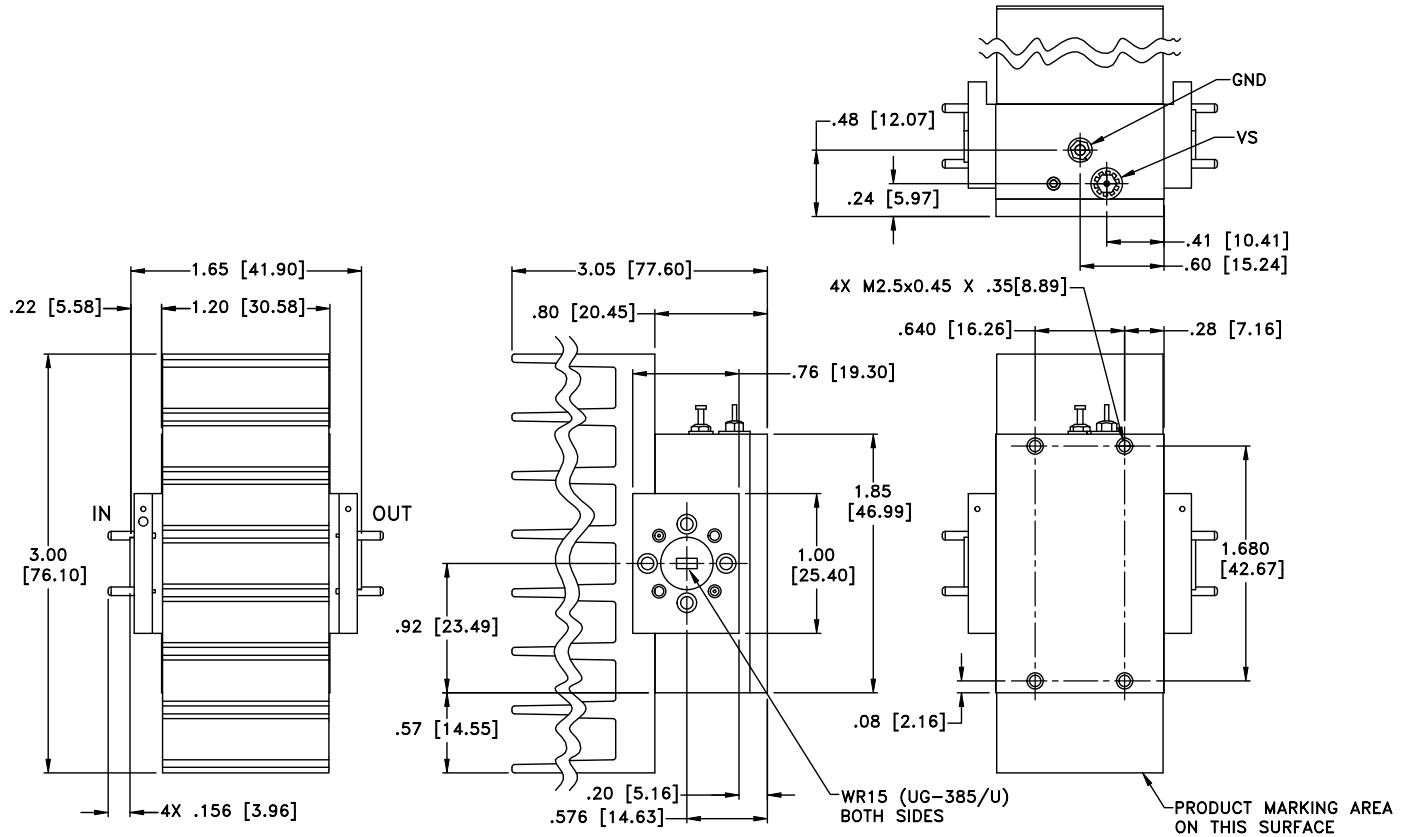 GND
.48 [12.07]
VS
.24 [5.97]
.41 [10.41]
.60 [15.24]
1.65 [41.90]
3.05 [77.60]
4X M2.5x0.45 X .35[8.89]
.22 [5.58]
1.20 [30.58]
.80 [20.45]
.640 [16.26]
.28 [7.16]
.76 [19.30]
1.85
[46.99]
IN
OUT
3.00
[76.10]
1.00
[25.40]
1.680
[42.67]
.92 [23.49]
.57 [14.55]
.08 [2.16]
4X .156 [3.96]
.20 [5.16]
.576 [14.63]
WR15 (UG-385/U)
BOTH SIDES
PRODUCT MARKING AREA
ON THIS SURFACE